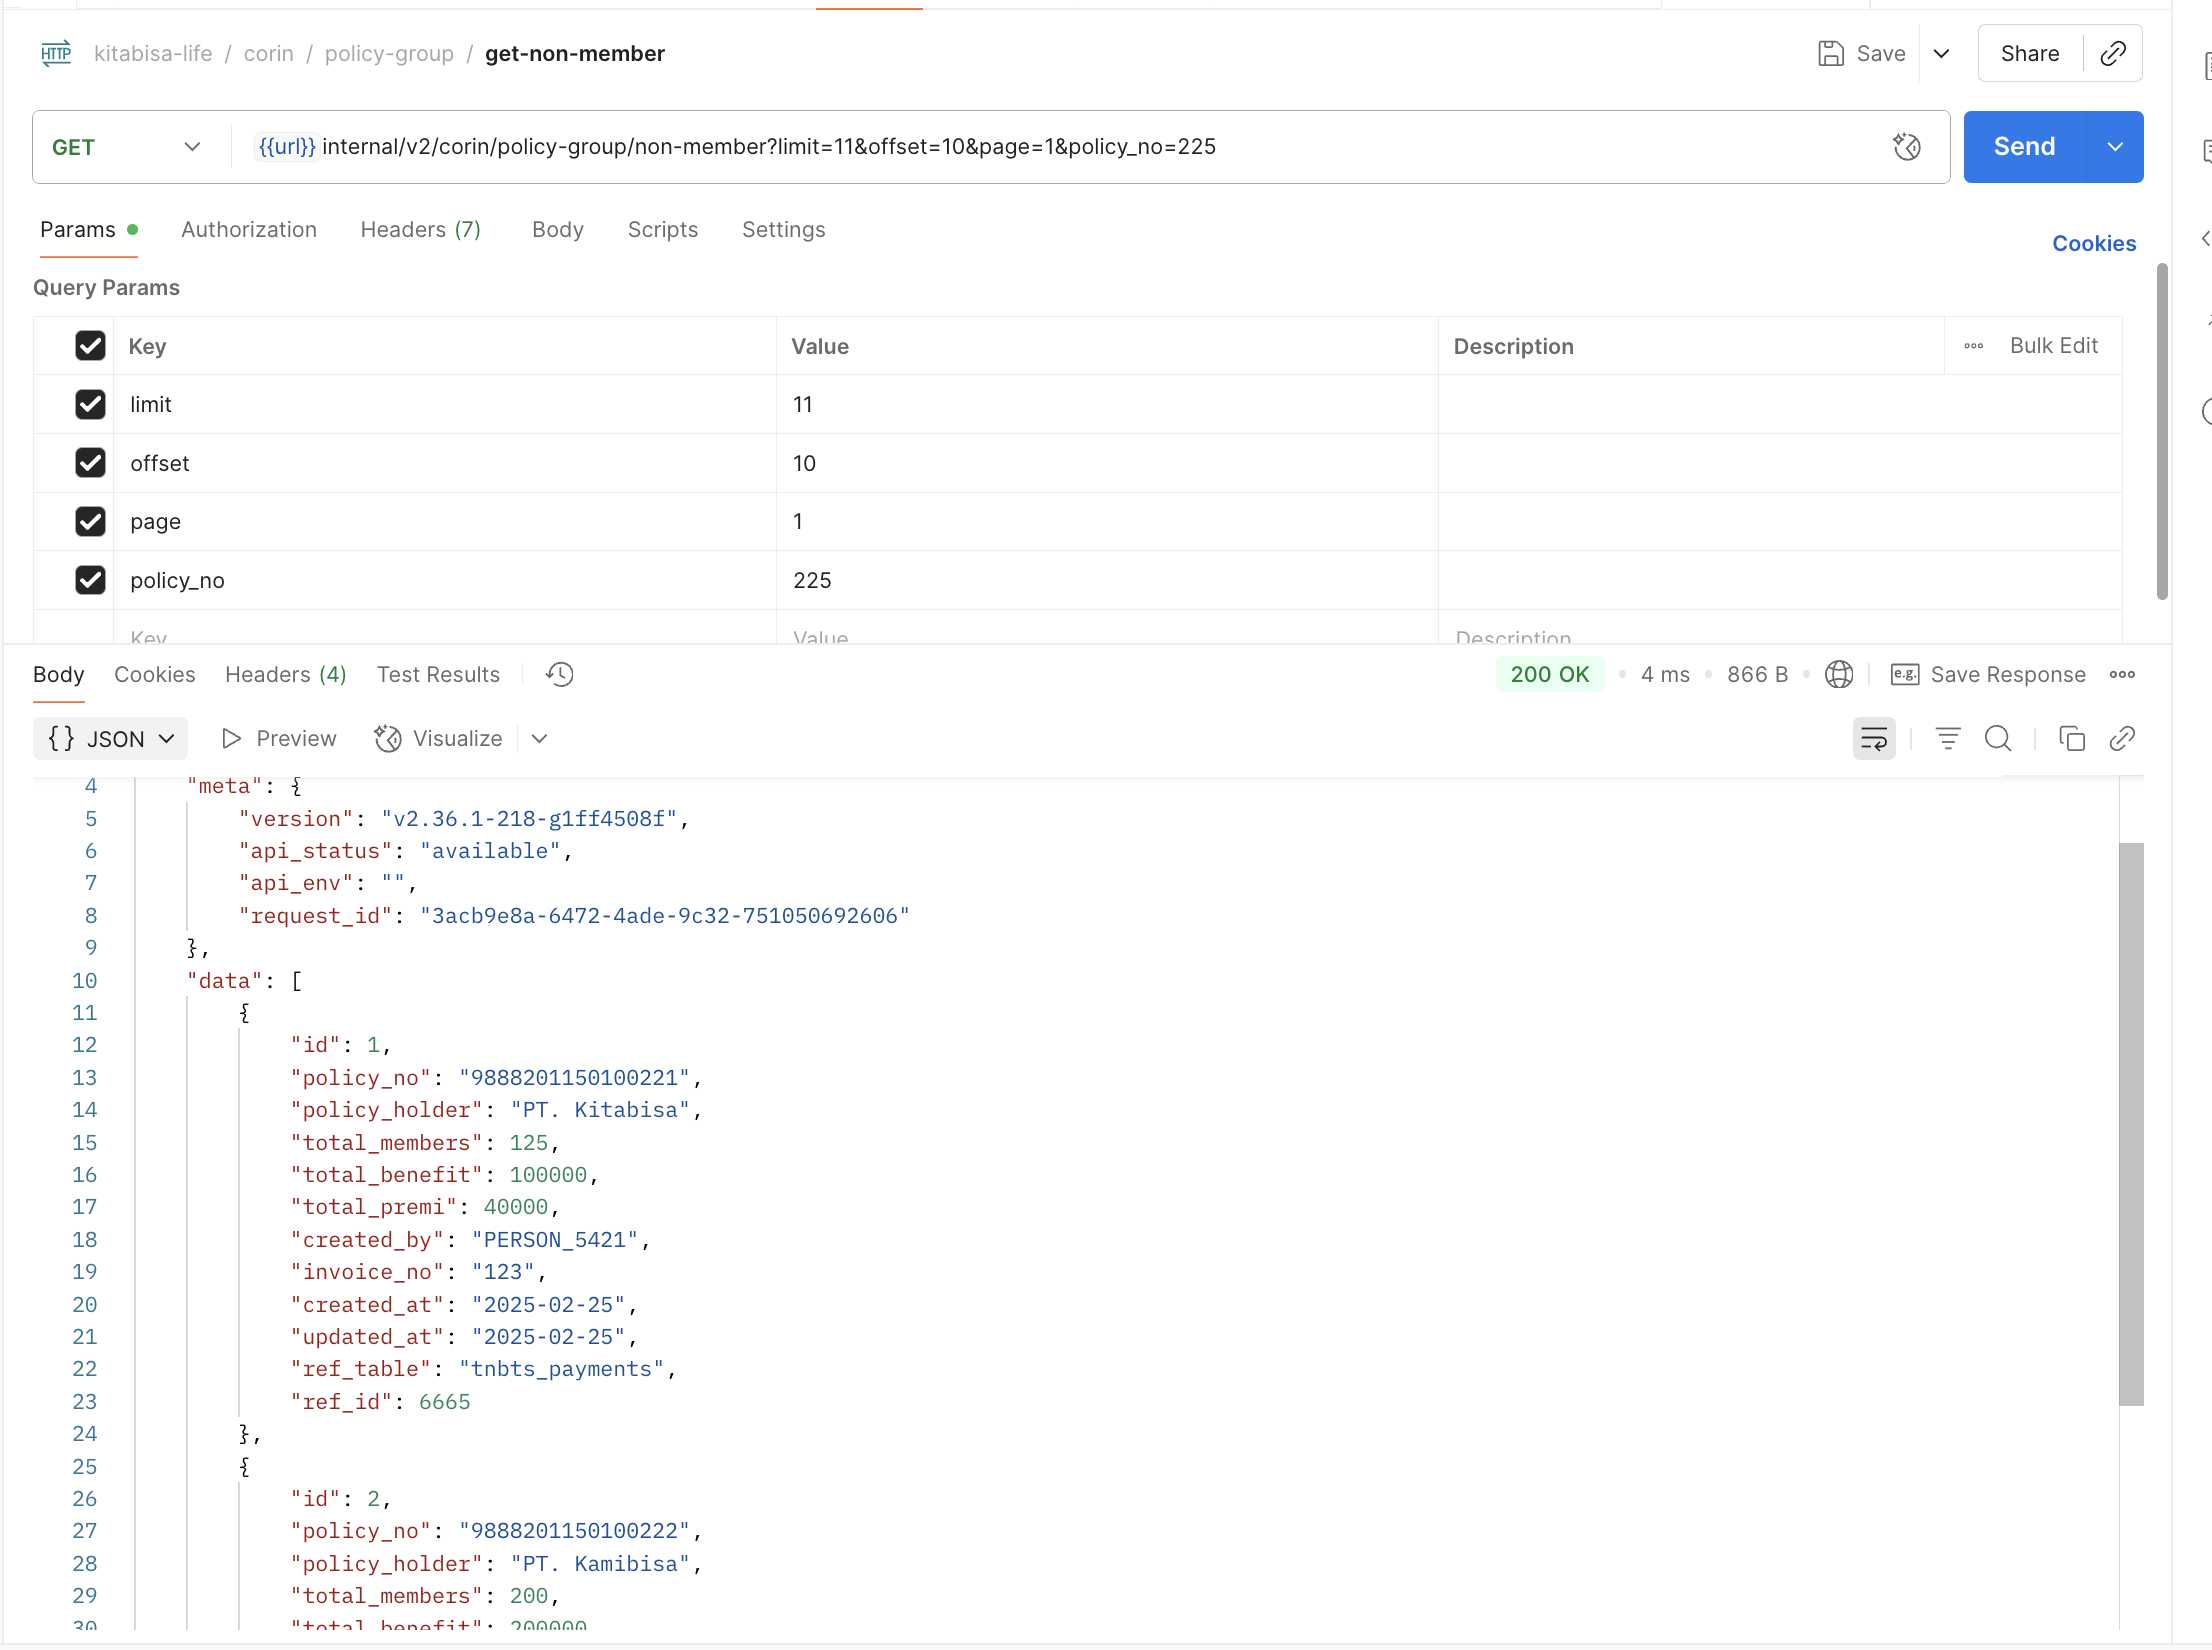 HTTP kitabisa-life / corin / policy-group / get-non-member Save Share
GET {{url}}internal/v2/corin/policy-group/non-member?limit=11&offset=10&page=1&policy_no=225 Send
Params Authorization Headers (7) Body Scripts Settings Cookies
Query Params
Key Value Description Bulk Edit
limit 11
offset 10
page 1
policy_no 225
Key Value Description
Body Cookies Headers (4) Test Results 200 OK 4 ms 866 B e.g. Save Response
{} JSON Preview Visualize
4 "meta": {
5 "version": "v2.36.1-218-g1ff4508f",
6 "api_status": "available",
7 "api_env": "",
8 "request_id": "3acb9e8a-6472-4ade-9c32-751050692606"
9 },
10 "data": [
11 {
12 "id": 1,
13 "policy_no": "9888201150100221",
14 "policy_holder": "PT. Kitabisa",
15 "total_members": 125,
16 "total_benefit": 100000,
17 "total_premi": 40000,
18 "created_by": "PERSON_5421",
19 "invoice_no": "123",
20 "created_at": "2025-02-25",
21 "updated_at": "2025-02-25",
22 "ref_table": "tnbts_payments",
23 "ref_id": 6665
24 },
25 {
26 "id": 2,
27 "policy_no": "9888201150100222",
28 "policy_holder": "PT. Kamibisa",
29 "total_members": 200,
30 "total_benefit": 200000